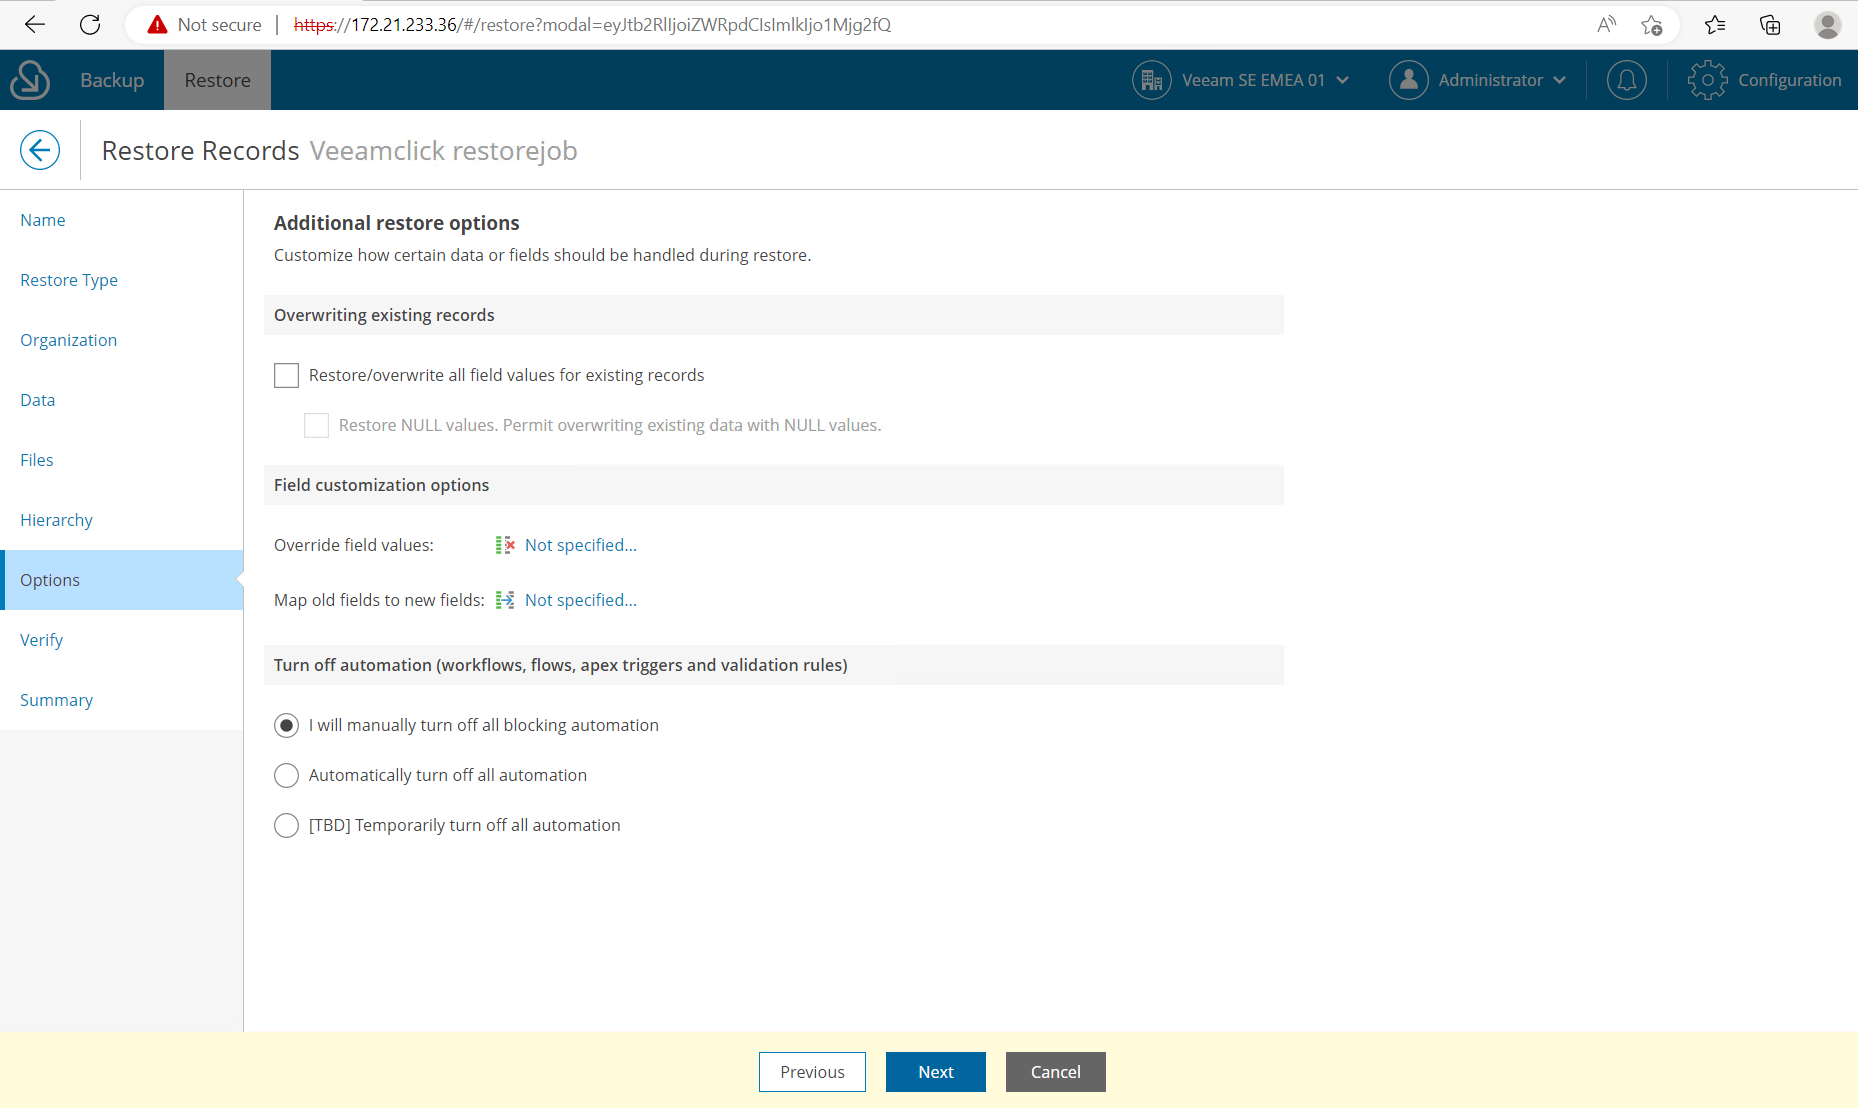 Not secure | https://172.21.233.36/#/restore?modal=eyJtb2RlIjoiZWRpdCIsImlkIjo1Mjg2fQ
Backup Restore Veeam SE EMEA 01 Administrator Configuration
Restore Records Veeamclick restorejob
Name
Restore Type
Organization
Data
Files
Hierarchy
Options
Verify
Summary
Additional restore options
Customize how certain data or fields should be handled during restore.
Overwriting existing records
Restore/overwrite all field values for existing records
Restore NULL values. Permit overwriting existing data with NULL values.
Field customization options
Override field values: Not specified...
Map old fields to new fields: Not specified...
Turn off automation (workflows, flows, apex triggers and validation rules)
I will manually turn off all blocking automation
Automatically turn off all automation
[TBD] Temporarily turn off all automation
Previous Next Cancel